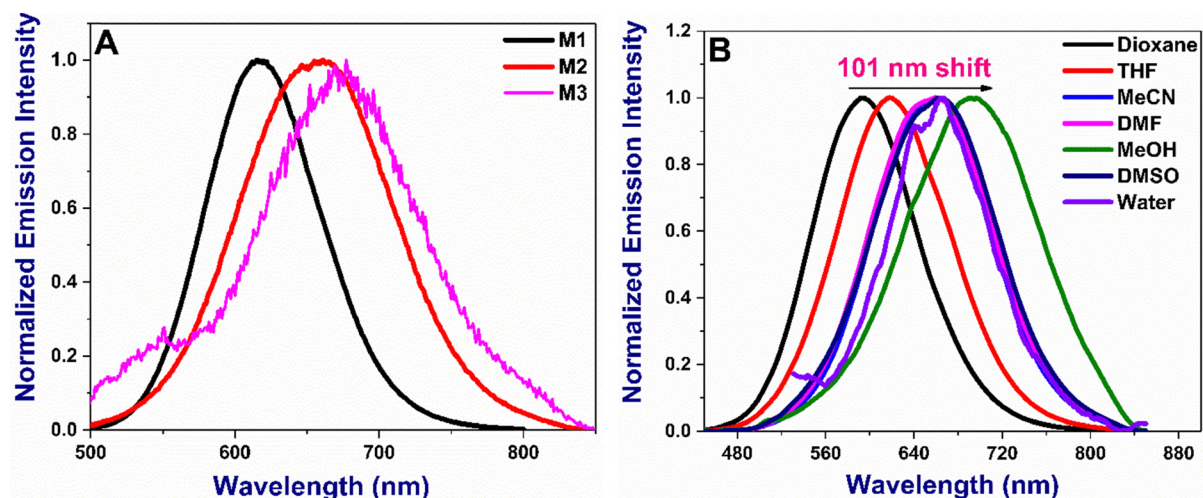 A
M1
M2
M3
Normalized Emission Intensity
1.0
0.8
0.6
0.4
0.2
0.0
500
600
700
800
Wavelength (nm)
B
101 nm shift
Dioxane
THF
MeCN
DMF
MeOH
DMSO
Water
Normalized Emission Intensity
1.2
1.0
0.8
0.6
0.4
0.2
0.0
480
560
640
720
800
880
Wavelength (nm)